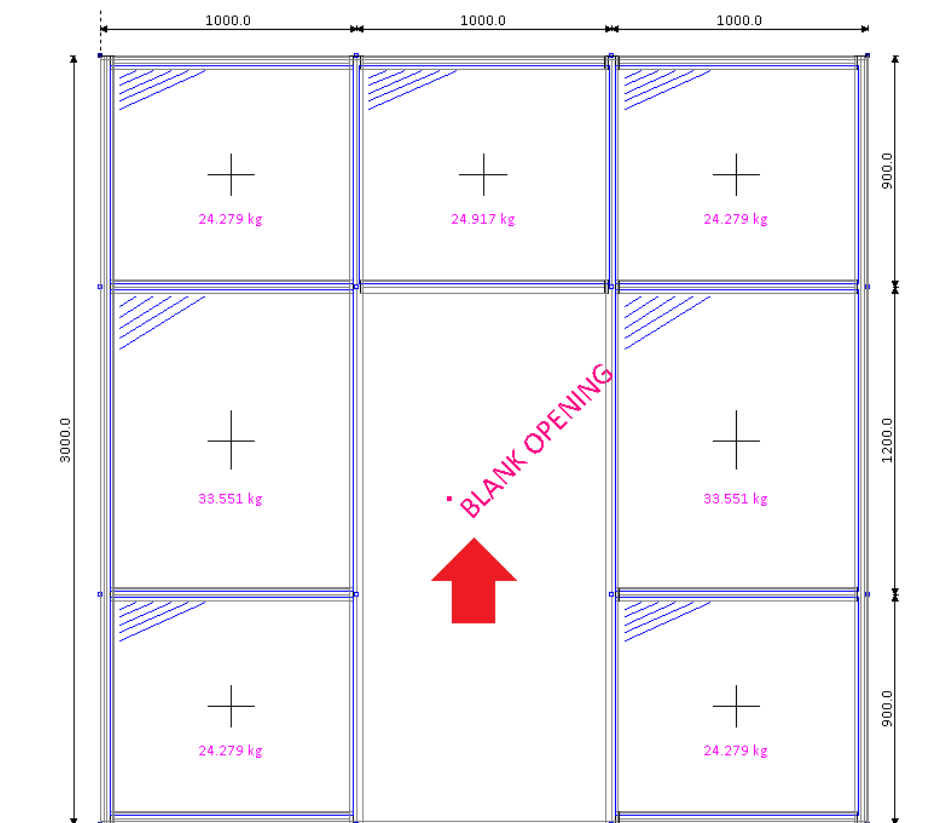 1000.0 1000.0 1000.0
24.279 kg 24.917 kg 24.279 kg
900.0
3000.0
33.551 kg 33.551 kg
1200.0
BLANK OPENING
24.279 kg 24.279 kg
900.0